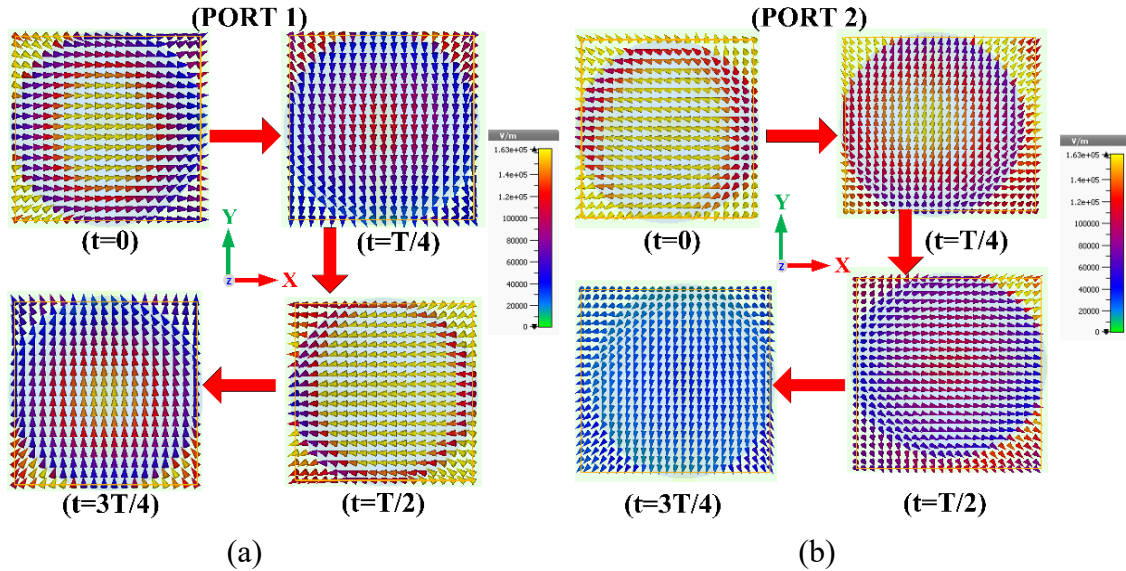 (PORT 1)
(t=0)
(t=T/4)
V/m
1.63e+05
1.4e+05
1.2e+05
100000
80000
60000
40000
20000
0
Y
X
Z
(t=3T/4)
(t=T/2)
(a)
(PORT 2)
(t=0)
(t=T/4)
V/m
1.63e+05
1.4e+05
1.2e+05
100000
80000
60000
40000
20000
0
Y
X
Z
(t=3T/4)
(t=T/2)
(b)